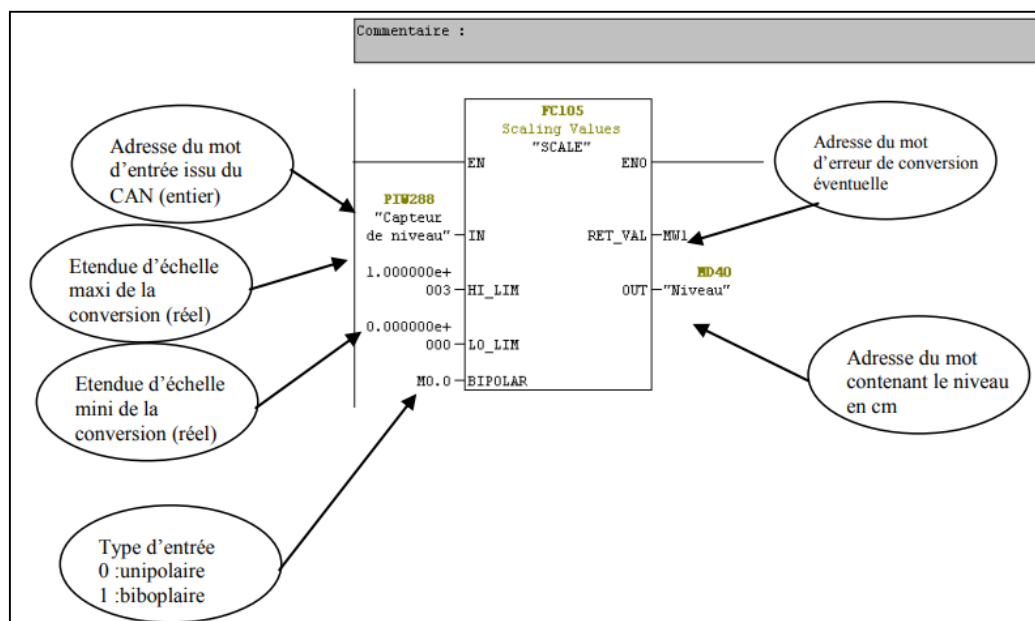 Commentaire :
FC105
Scaling Values
"SCALE"
EN
ENO
Adresse du mot
d'entrée issu du
CAN (entier)
Adresse du mot
d'erreur de conversion
éventuelle
PIW288
"Capteur
de niveau"
IN
RET_VAL
MW1
Etendue d'échelle
maxi de la
conversion (réel)
1.000000e+
003
HI_LIM
MD40
OUT
"Niveau"
0.000000e+
000
LO_LIM
Etendue d'échelle
mini de la
conversion (réel)
M0.0
BIPOLAR
Adresse du mot
contenant le niveau
en cm
Type d'entrée
0 :unipolaire
1 :biboplaire